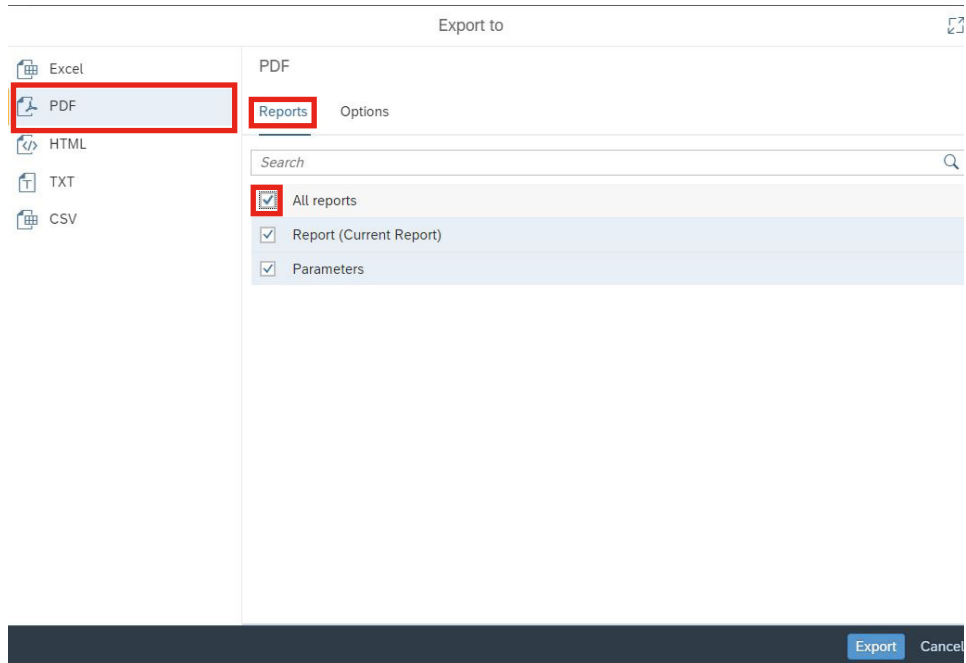 Export to
Excel
PDF
HTML
TXT
CSV
PDF
Reports Options
Search
All reports
Report (Current Report)
Parameters
Export Cancel